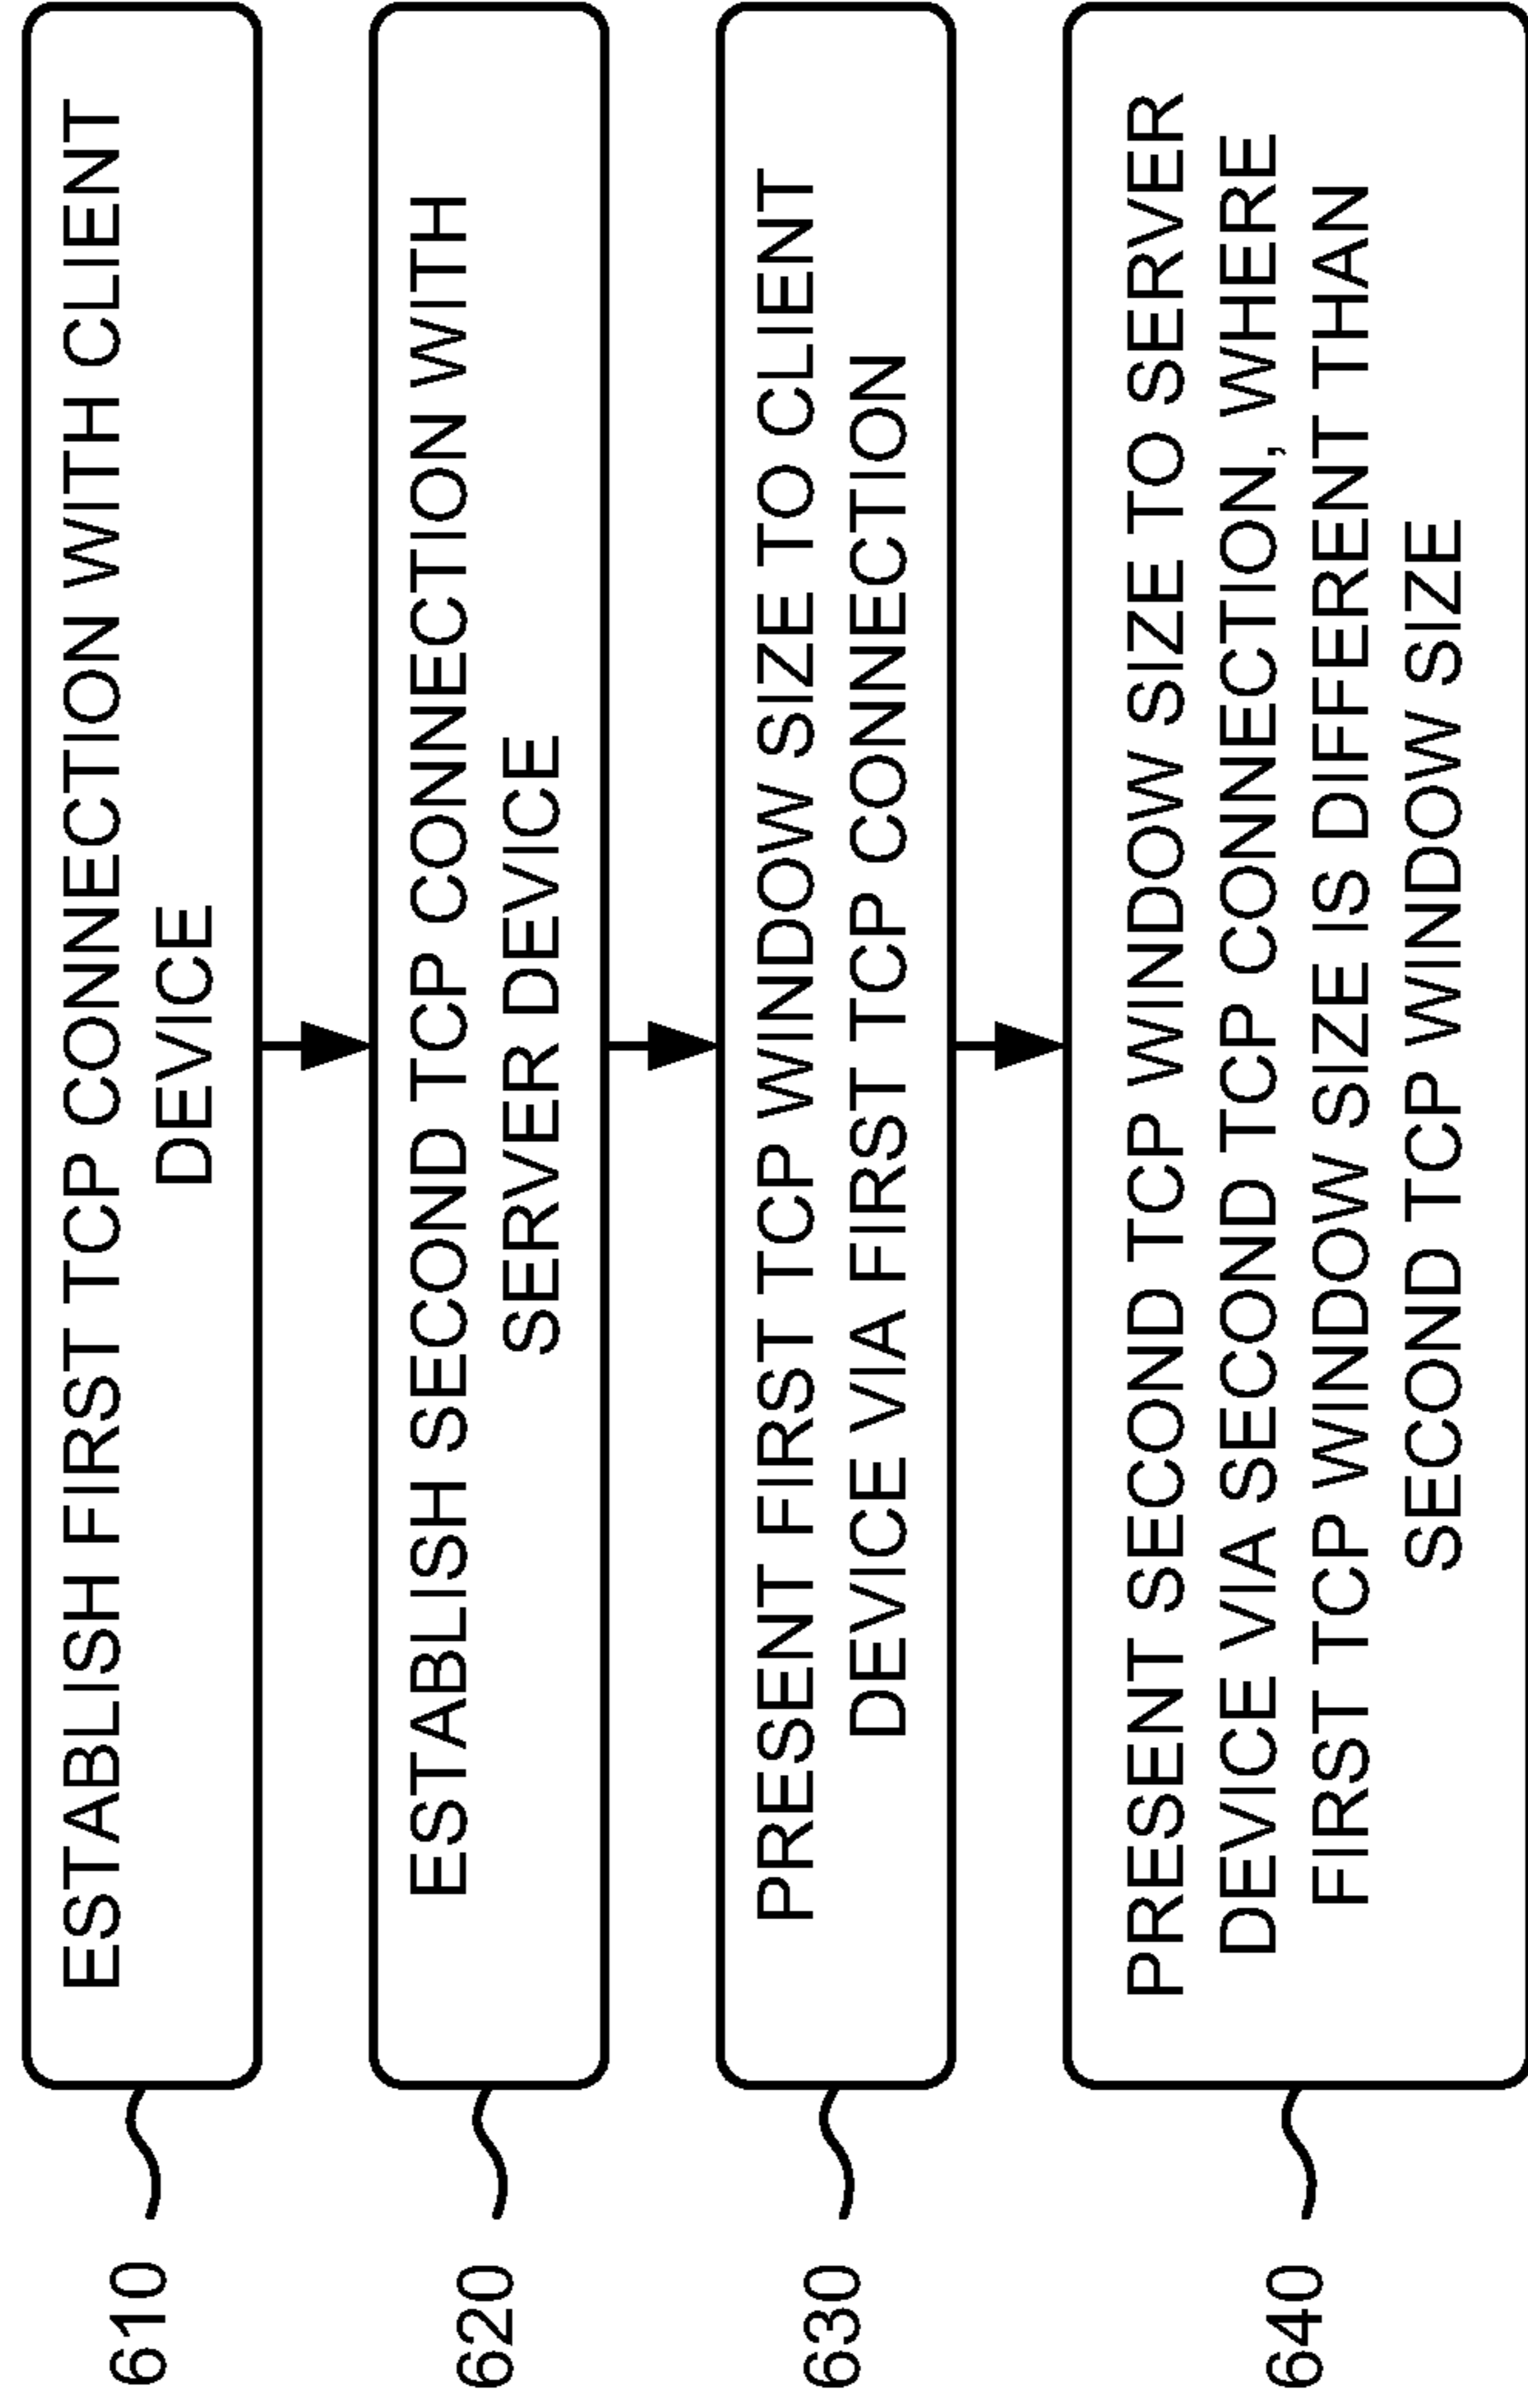 610
ESTABLISH FIRST TCP CONNECTION WITH CLIENT
DEVICE
620
ESTABLISH SECOND TCP CONNECTION WITH
SERVER DEVICE
630
PRESENT FIRST TCP WINDOW SIZE TO CLIENT
DEVICE VIA FIRST TCP CONNECTION
640
PRESENT SECOND TCP WINDOW SIZE TO SERVER
DEVICE VIA SECOND TCP CONNECTION, WHERE
FIRST TCP WINDOW SIZE IS DIFFERENT THAN
SECOND TCP WINDOW SIZE